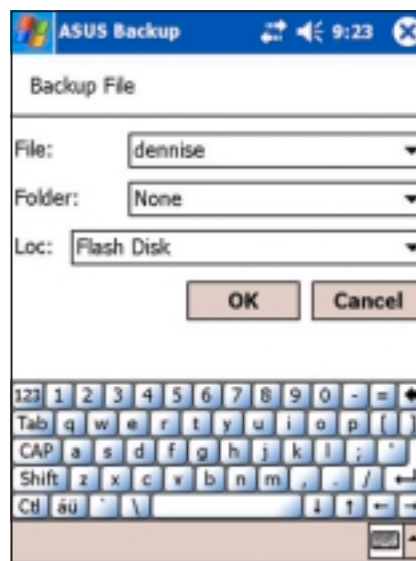 ASUS Backup 9:23
Backup File
File: dennise
Folder: None
Loc: Flash Disk
OK Cancel
123 1 2 3 4 5 6 7 8 9 0 - =
Tab q w e r t y u i o p [ ]
CAP a s d f g h j k l ; '
Shift z x c v b n m , . /
Ctl áü ` \